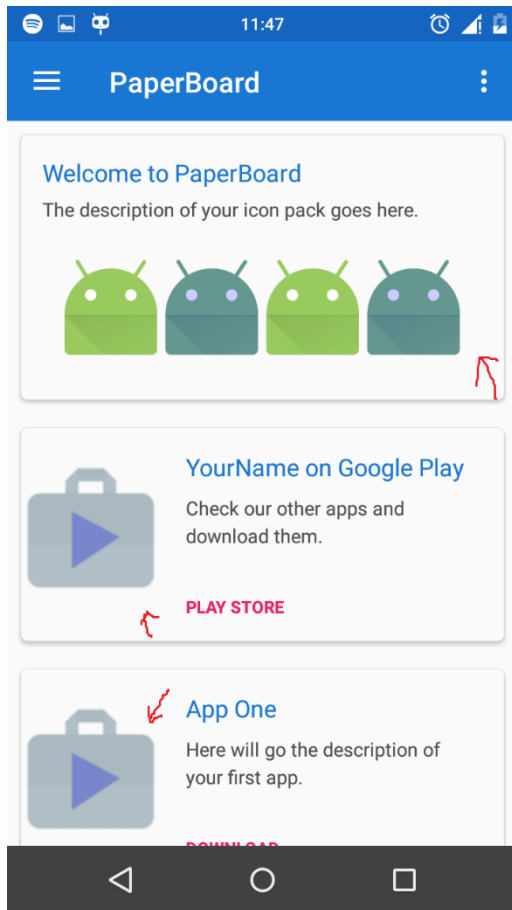 11:47
PaperBoard
Welcome to PaperBoard
The description of your icon pack goes here.
YourName on Google Play
Check our other apps and
download them.
PLAY STORE
App One
Here will go the description of
your first app.
DOWNLOAD